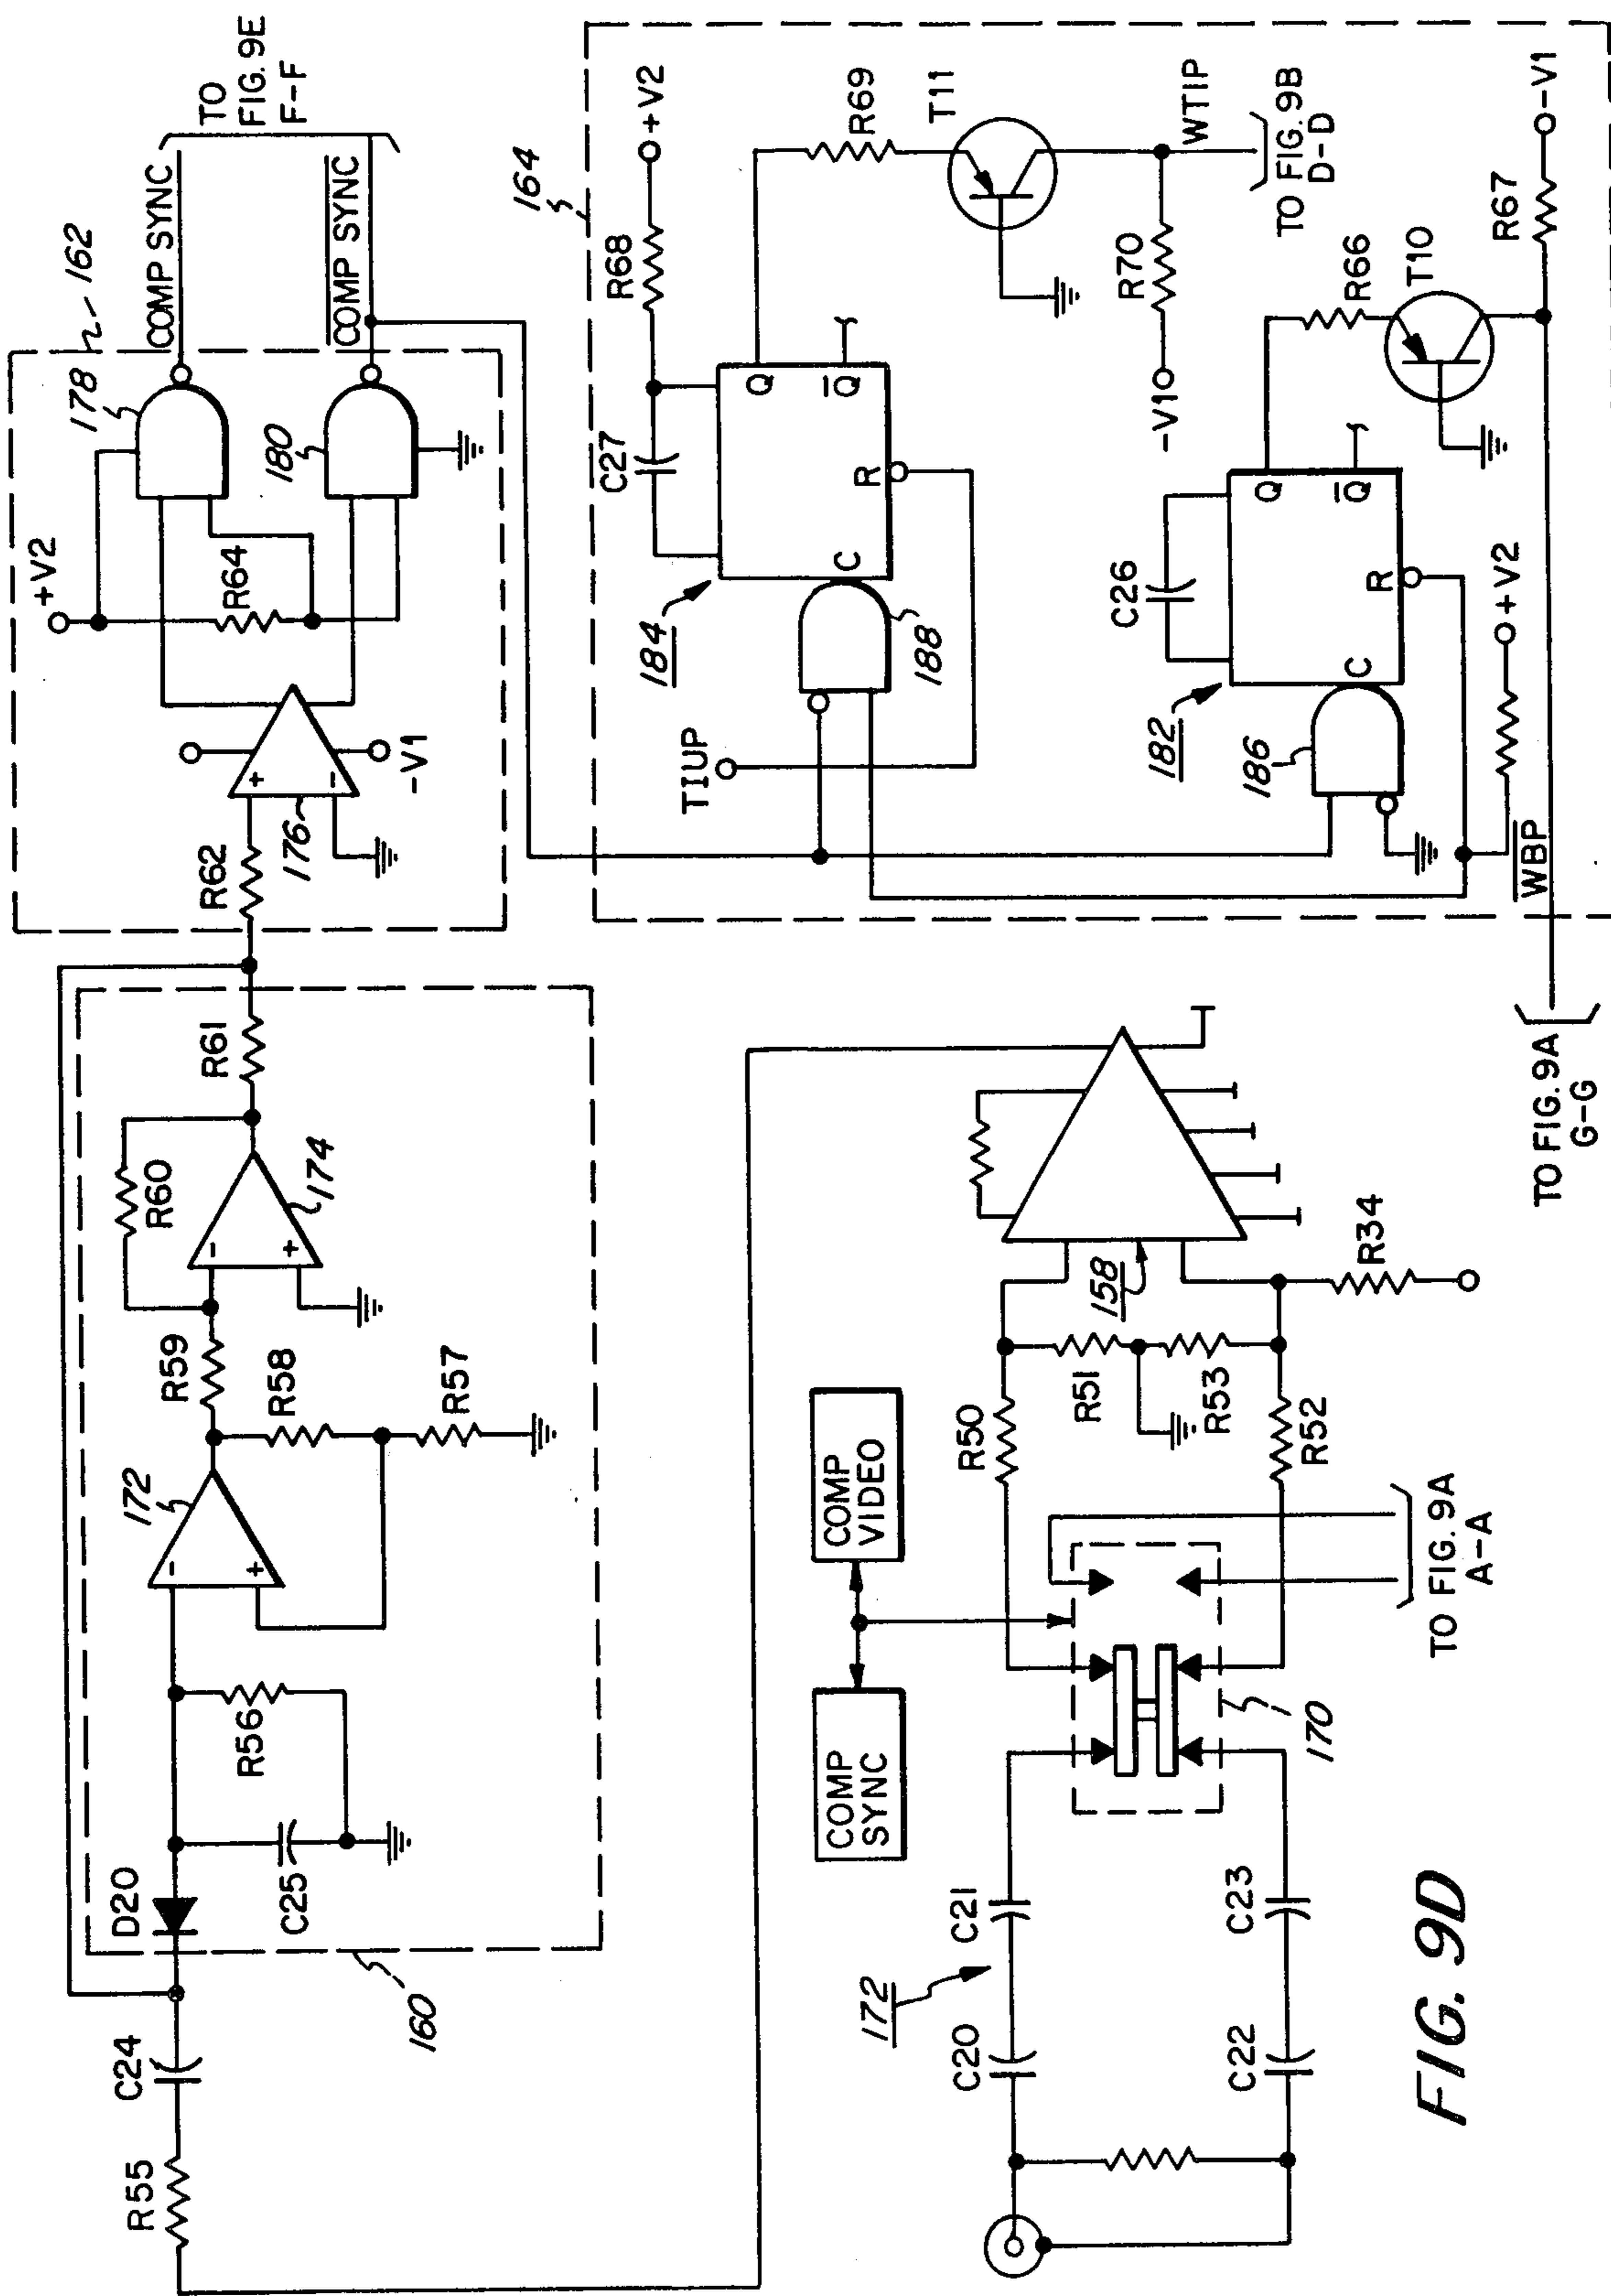 TO
FIG. 9E
F-F
COMP SYNC
COMP SYNC
162
178
180
+V2
R64
+
-
176
-V1
R62
164
+V2
R68
C27
R69
T11
Q
Q
R
C
184
188
TIUP
WTIP
TO FIG. 9B
D-D
R70
-V1
R66
T10
R67
-V1
C26
Q
Q
R
C
182
186
+V2
WBP
TO FIG. 9A
G-G
R61
R60
174
-
+
R59
R58
R57
172
-
+
R56
C25
D20
160
C24
R55
158
R34
R50
R51
R53
R52
COMP
VIDEO
COMP
SYNC
TO FIG. 9A
A-A
170
172
C21
C20
C23
C22
FIG. 9D